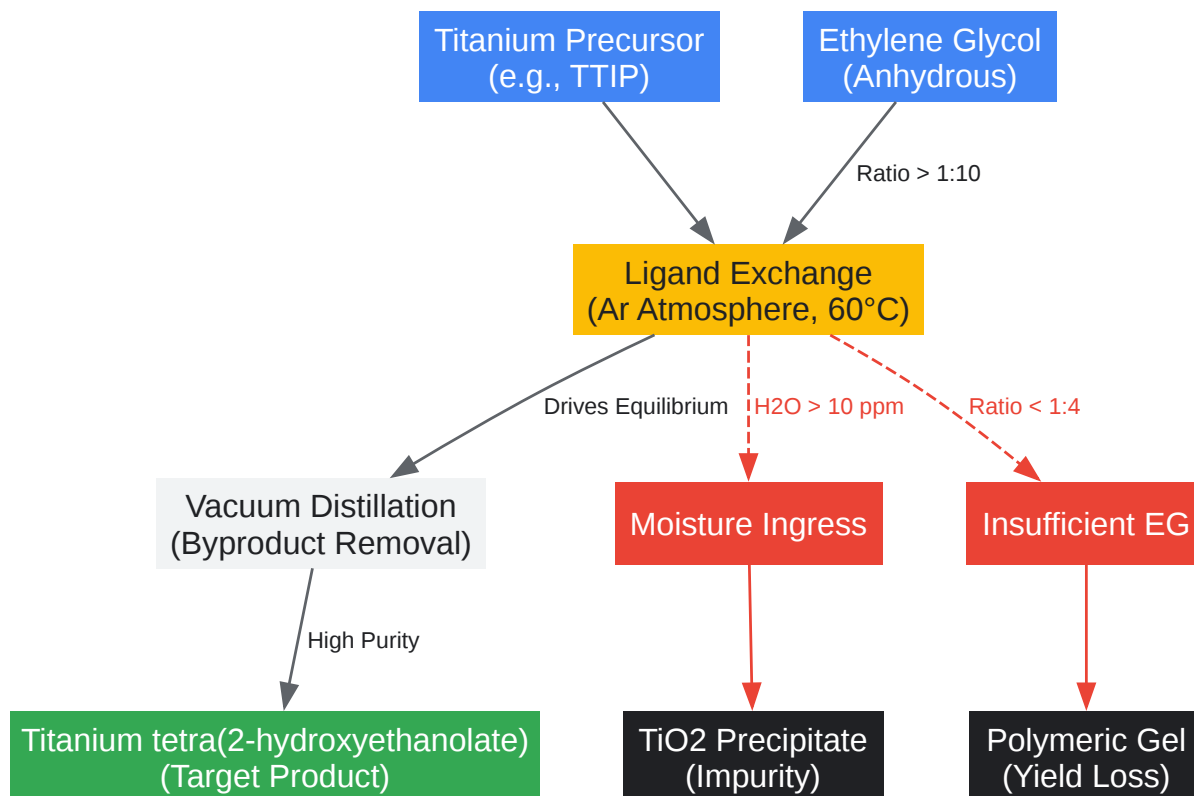 Titanium Precursor
(e.g., TTIP)
Ethylene Glycol
(Anhydrous)
Ratio > 1:10
Ligand Exchange
(Ar Atmosphere, 60°C)
Drives Equilibrium
H2O > 10 ppm
Ratio < 1:4
Vacuum Distillation
(Byproduct Removal)
Moisture Ingress
Insufficient EG
High Purity
Titanium tetra(2-hydroxyethanolate)
(Target Product)
TiO2 Precipitate
(Impurity)
Polymeric Gel
(Yield Loss)